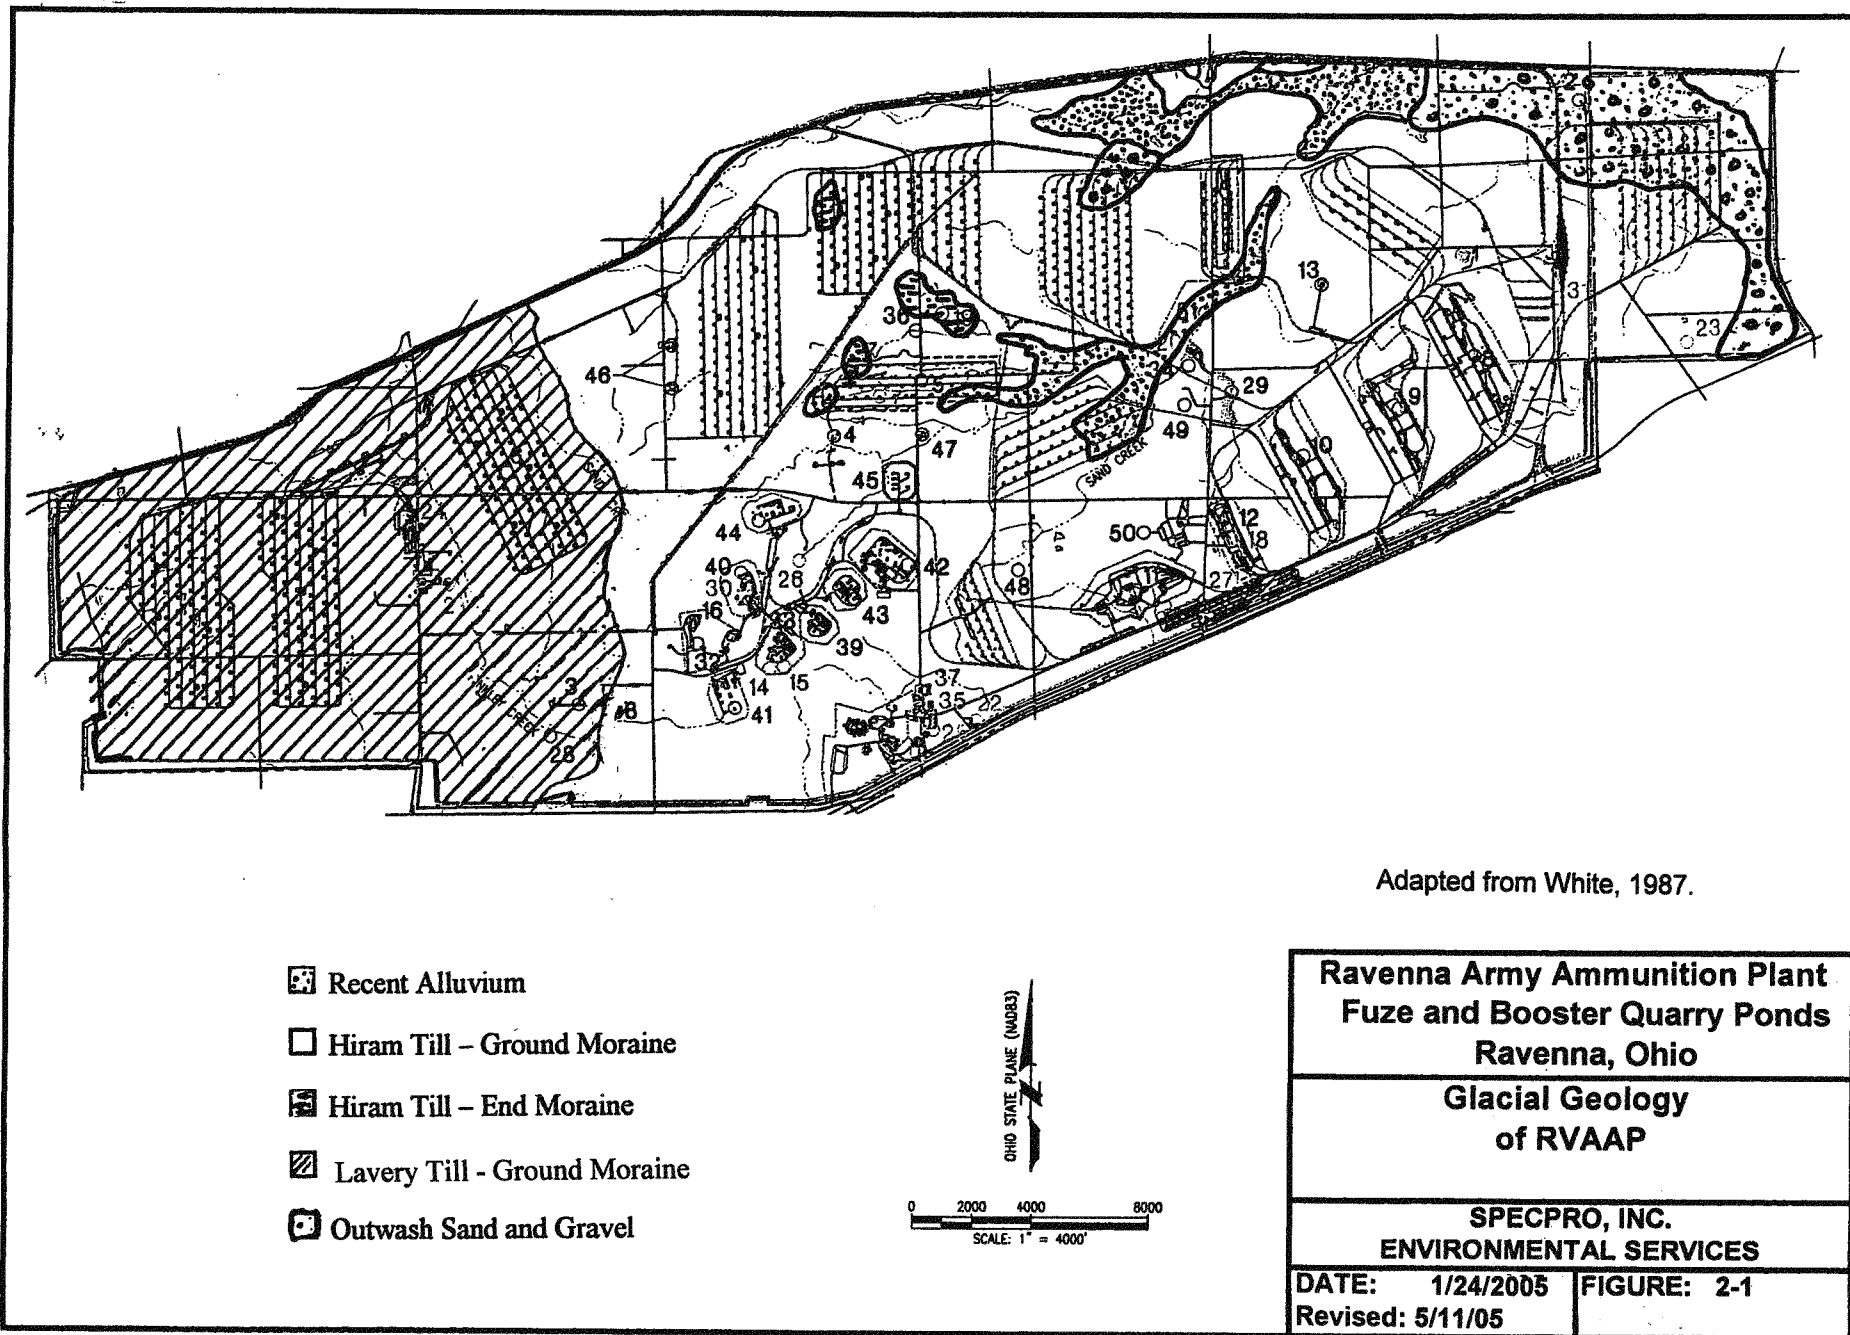 2
13
3
23
36
46
29
9
4
47
49
10
45
SAND CREEK
44
50
12
18
40
26
42
48
11
27
30
16
43
39
14
15
37
3
8
41
35
22
28
Adapted from White, 1987.
Recent Alluvium
Hiram Till – Ground Moraine
Hiram Till – End Moraine
Lavery Till - Ground Moraine
Outwash Sand and Gravel
OHIO STATE PLANE (NAD83)
0 2000 4000 8000
SCALE: 1" = 4000'
Ravenna Army Ammunition Plant
Fuze and Booster Quarry Ponds
Ravenna, Ohio
Glacial Geology
of RVAAP
SPECPRO, INC.
ENVIRONMENTAL SERVICES
DATE: 1/24/2005 FIGURE: 2-1
Revised: 5/11/05